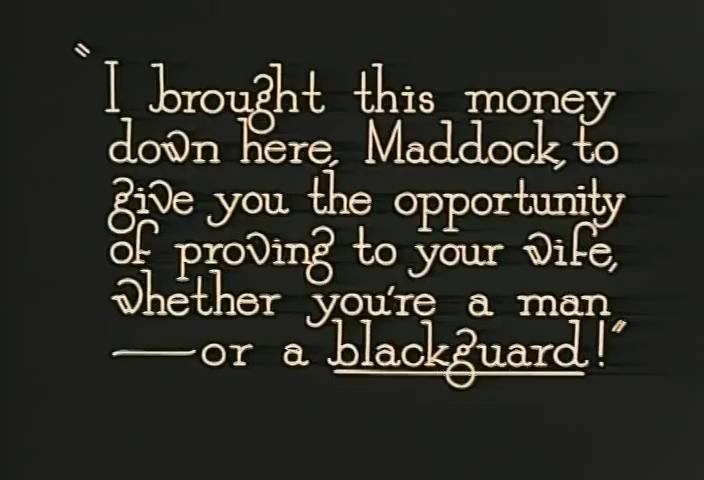 "I brought this money
down here, Maddock, to
give you the opportunity
of proving to your wife,
whether you're a man
—or a blackguard!"